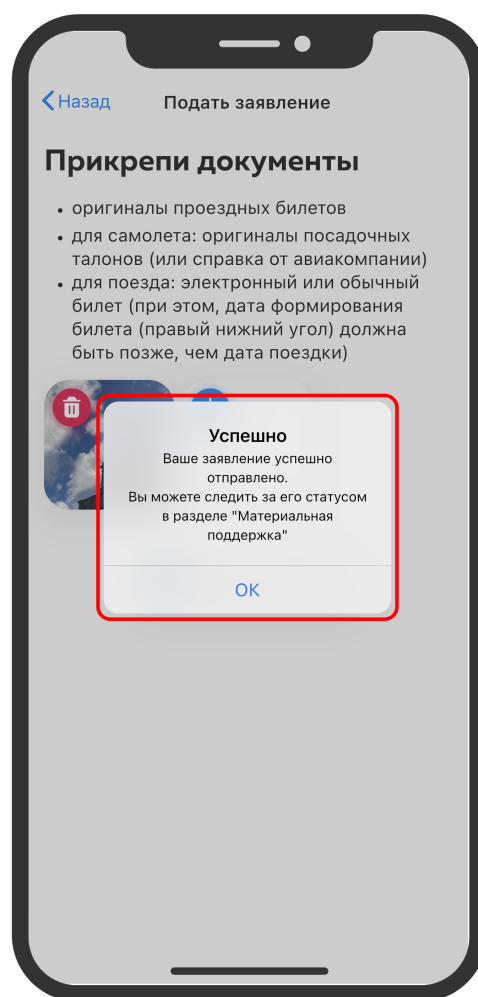 Назад
Подать заявление
Прикрепи документы
• оригиналы проездных билетов
• для самолета: оригиналы посадочных
талонов (или справка от авиакомпании)
• для поезда: электронный или обычный
билет (при этом, дата формирования
билета (правый нижний угол) должна
быть позже, чем дата поездки)
Успешно
Ваше заявление успешно
отправлено.
Вы можете следить за его статусом
в разделе "Материальная
поддержка"
ОК